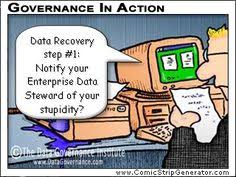 GOVERNANCE IN ACTION
Data Recovery
step #1:
Notify your
Enterprise Data
Steward of your
stupidity?
© The Data Governance Institute
www.DataGovernance.com
www.ComicStripGenerator.com